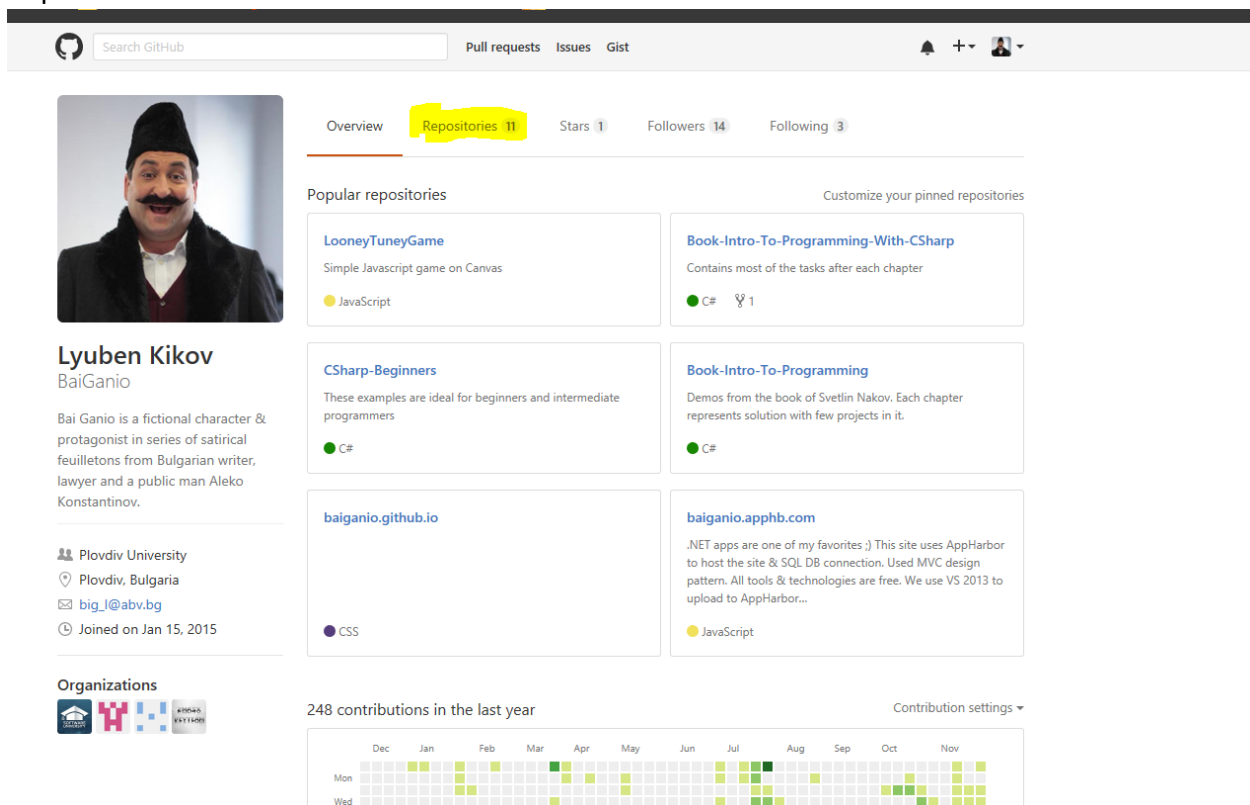 Search GitHub
Pull requests Issues Gist
Overview Repositories 11 Stars 1 Followers 14 Following 3
Popular repositories
Customize your pinned repositories
LooneyTuneyGame
Simple Javascript game on Canvas
JavaScript
Book-Intro-To-Programming-With-CSharp
Contains most of the tasks after each chapter
C# 1
CSharp-Beginners
These examples are ideal for beginners and intermediate
programmers
C#
Book-Intro-To-Programming
Demos from the book of Svetlin Nakov. Each chapter
represents solution with few projects in it.
C#
baiganio.github.io
CSS
baiganio.apphb.com
.NET apps are one of my favorites ;) This site uses AppHarbor
to host the site & SQL DB connection. Used MVC design
pattern. All tools & technologies are free. We use VS 2013 to
upload to AppHarbor...
JavaScript
Lyuben Kikov
BaiGanio
Bai Ganio is a fictional character &
protagonist in series of satirical
feuilletons from Bulgarian writer,
lawyer and a public man Aleko
Konstantinov.
Plovdiv University
Plovdiv, Bulgaria
big_l@abv.bg
Joined on Jan 15, 2015
Organizations
SOFTWARE
UNIVERSITY
248 contributions in the last year
Contribution settings
Dec Jan Feb Mar Apr May Jun Jul Aug Sep Oct Nov
Mon
Wed